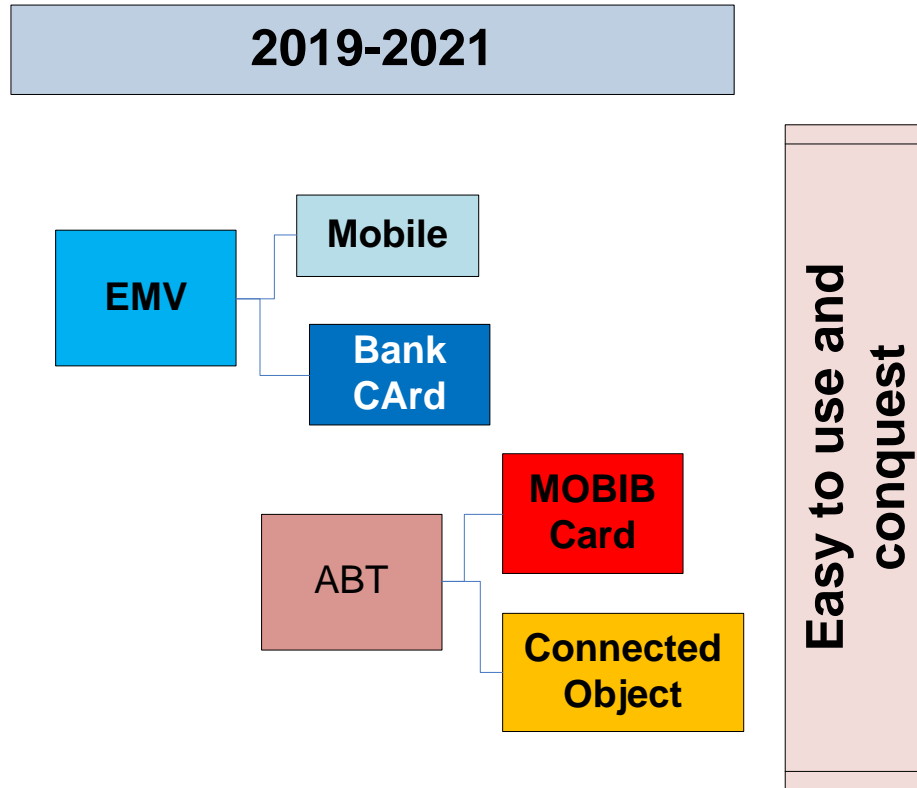 2019-2021
Mobile
EMV
Bank
CArd
MOBIB
Card
ABT
Connected
Object
Easy to use and
conquest